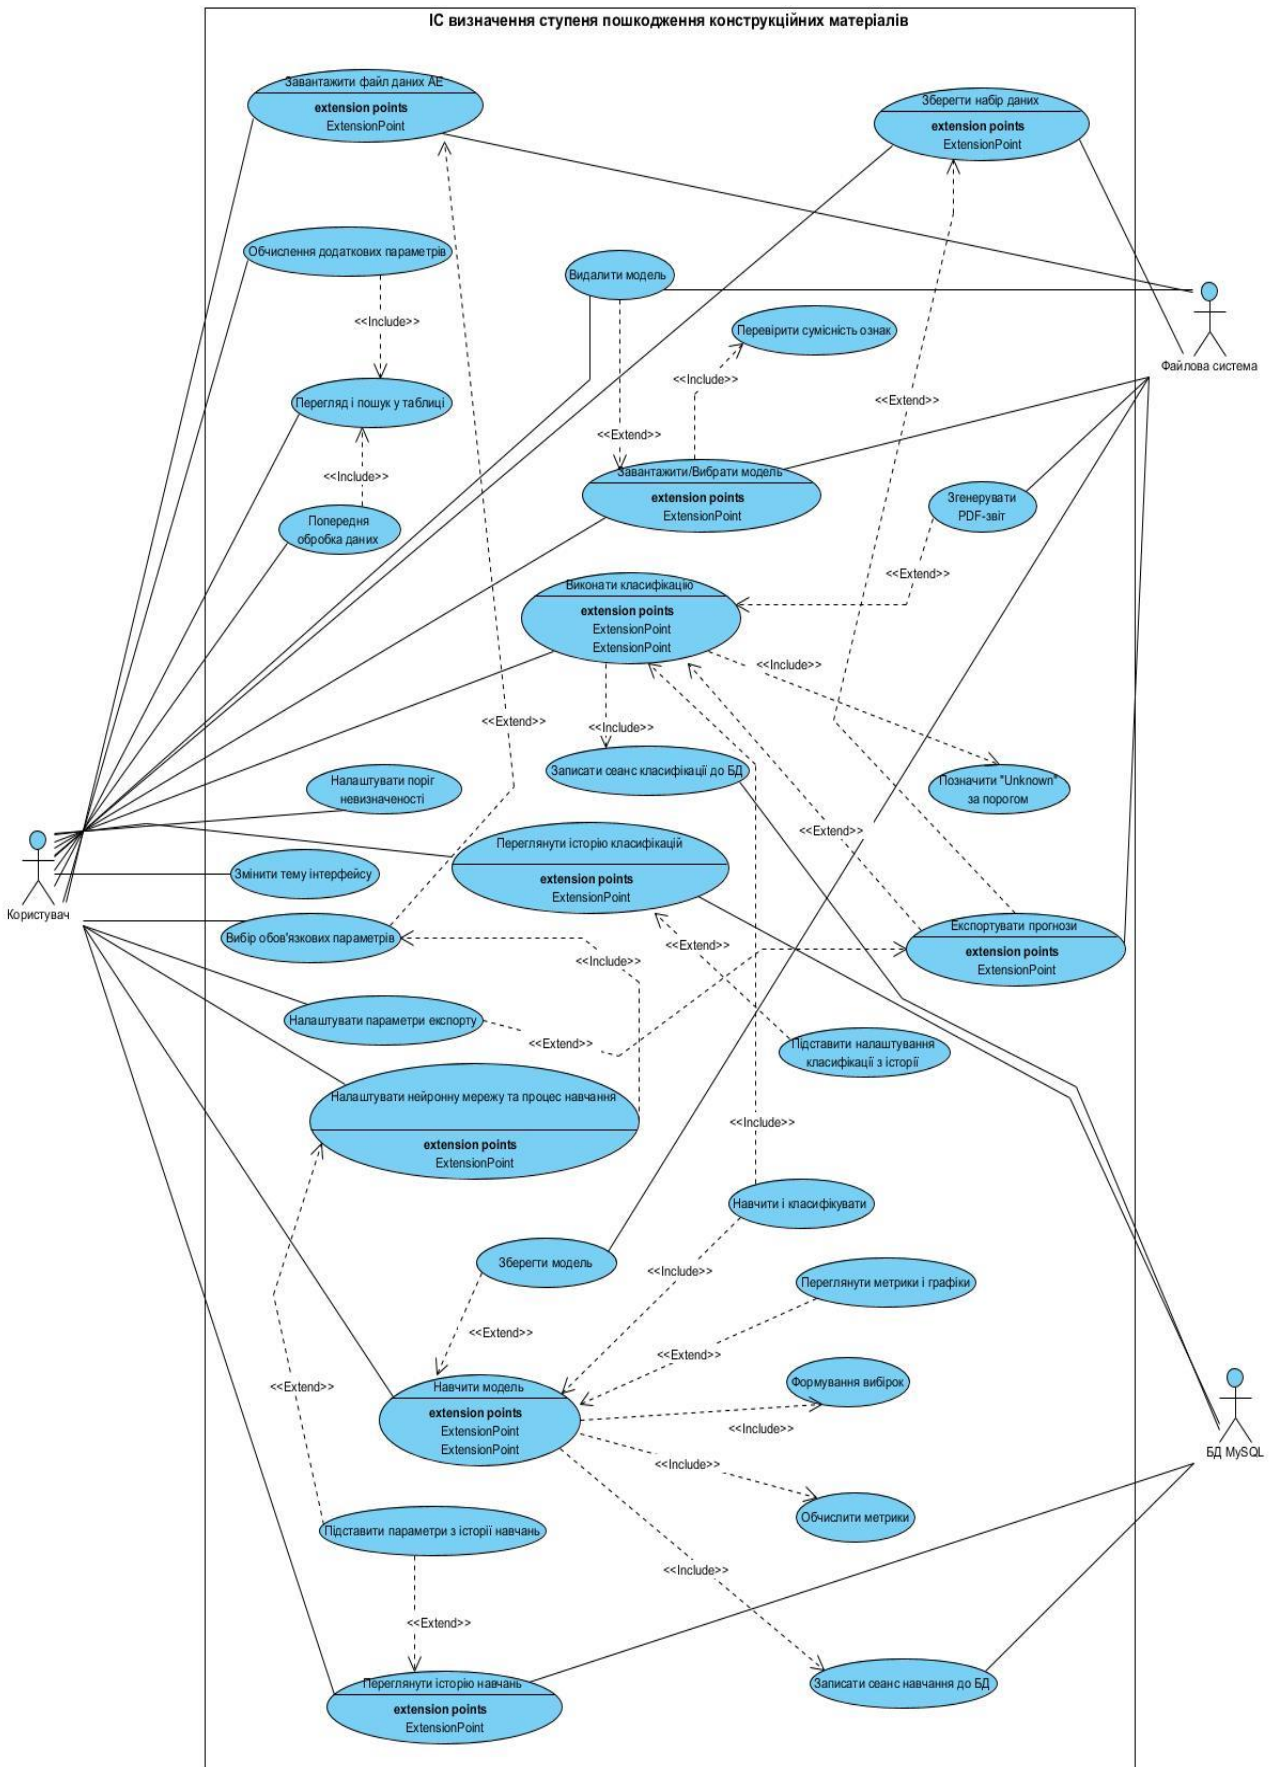 ІС визначення ступеня пошкодження конструкційних матеріалів
Завантажити файл даних АЕ
extension points
ExtensionPoint
Зберегти набір даних
extension points
ExtensionPoint
Обчислення додаткових параметрів
Видалити модель
<<Include>>
Перевірити сумісність ознак
Файлова система
<<Include>>
Перегляд і пошук у таблиці
<<Extend>>
<<Extend>>
<<Include>>
Завантажити/Вибрати модель
extension points
ExtensionPoint
Згенерувати
PDF-звіт
Попередня
обробка даних
<<Extend>>
Виконати класифікацію
extension points
ExtensionPoint
ExtensionPoint
<<Include>>
<<Extend>>
<<Include>>
Записати сеанс класифікації до БД
Налаштувати поріг
невизначеності
Позначити "Unknown"
за порогом
<<Extend>>
Переглянути історію класифікацій
extension points
ExtensionPoint
Змінити тему інтерфейсу
Користувач
Вибір обов'язкових параметрів
Експортувати прогнози
extension points
ExtensionPoint
<<Extend>>
<<Include>>
Налаштувати параметри експорту
<<Extend>>
Підставити налаштування
класифікації з історії
Налаштувати нейронну мережу та процес навчання
extension points
ExtensionPoint
<<Include>>
Навчити і класифікувати
Зберегти модель
<<Include>>
Переглянути метрики і графіки
<<Extend>>
<<Extend>>
<<Extend>>
Навчити модель
extension points
ExtensionPoint
ExtensionPoint
Формування вибірок
<<Include>>
БД MySQL
<<Include>>
Обчислити метрики
Підставити параметри з історії навчань
<<Include>>
<<Extend>>
Переглянути історію навчань
extension points
ExtensionPoint
Записати сеанс навчання до БД